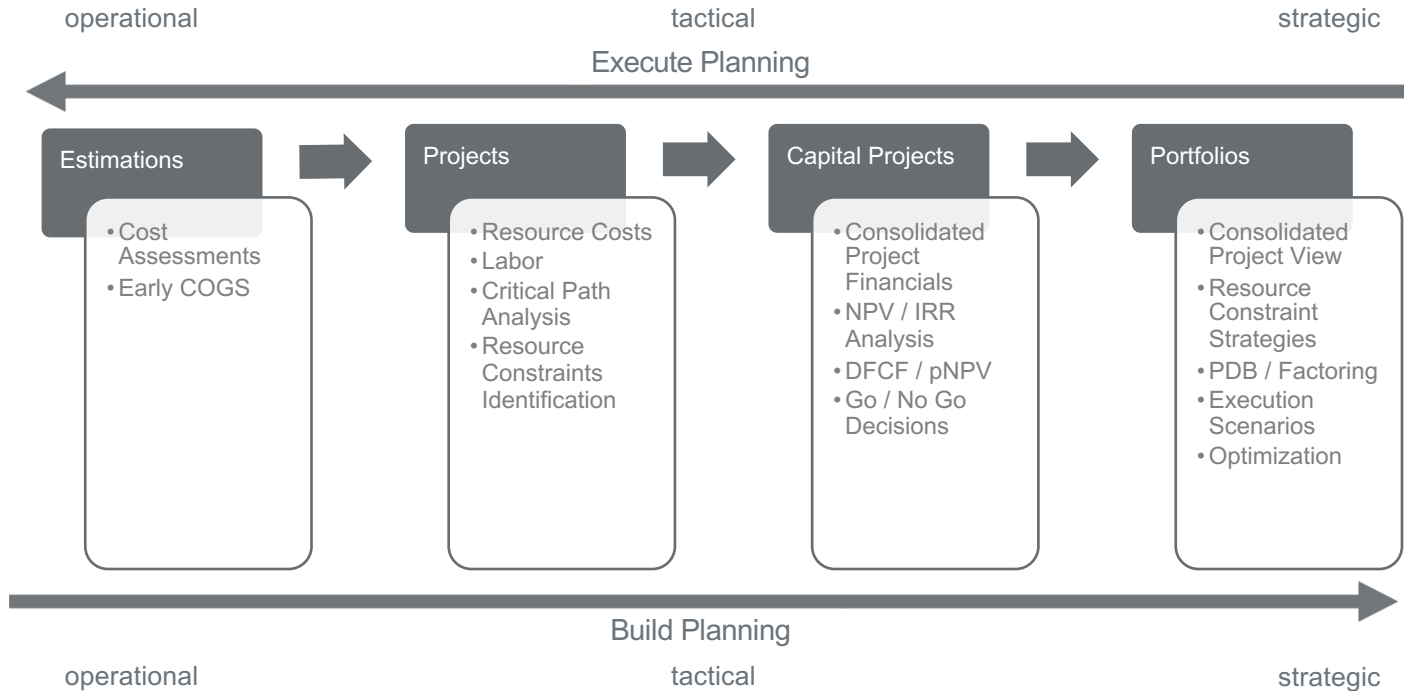 operational
tactical
strategic
Execute Planning
Estimations
• Cost
Assessments
• Early COGS
Projects
• Resource Costs
• Labor
• Critical Path
Analysis
• Resource
Constraints
Identification
Capital Projects
• Consolidated
Project
Financials
• NPV / IRR
Analysis
• DFCF / pNPV
• Go / No Go
Decisions
Portfolios
• Consolidated
Project View
• Resource
Constraint
Strategies
• PDB / Factoring
• Execution
Scenarios
• Optimization
Build Planning
operational
tactical
strategic